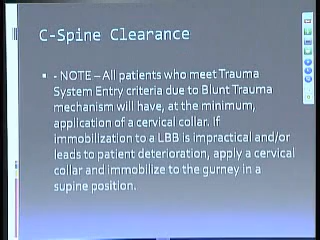 C-Spine Clearance
- NOTE – All patients who meet Trauma
System Entry criteria due to Blunt Trauma
mechanism will have, at the minimum,
application of a cervical collar. If
immobilization to a LBB is impractical and/or
leads to patient deterioration, apply a cervical
collar and immobilize to the gurney in a
supine position.